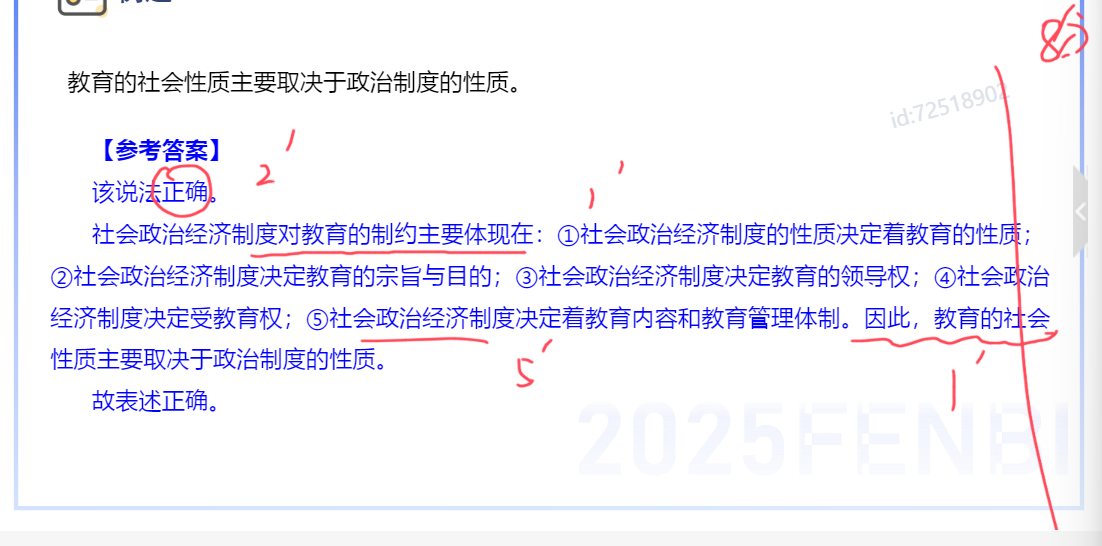 8分
教育的社会性质主要取决于政治制度的性质。
id:72518902
【参考答案】
2'
该说法正确。
1'
社会政治经济制度对教育的制约主要体现在：①社会政治经济制度的性质决定着教育的性质；
②社会政治经济制度决定教育的宗旨与目的；③社会政治经济制度决定教育的领导权；④社会政治
经济制度决定受教育权；⑤社会政治经济制度决定着教育内容和教育管理体制。因此，教育的社会
性质主要取决于政治制度的性质。
5'
1'
故表述正确。
2025FENBI